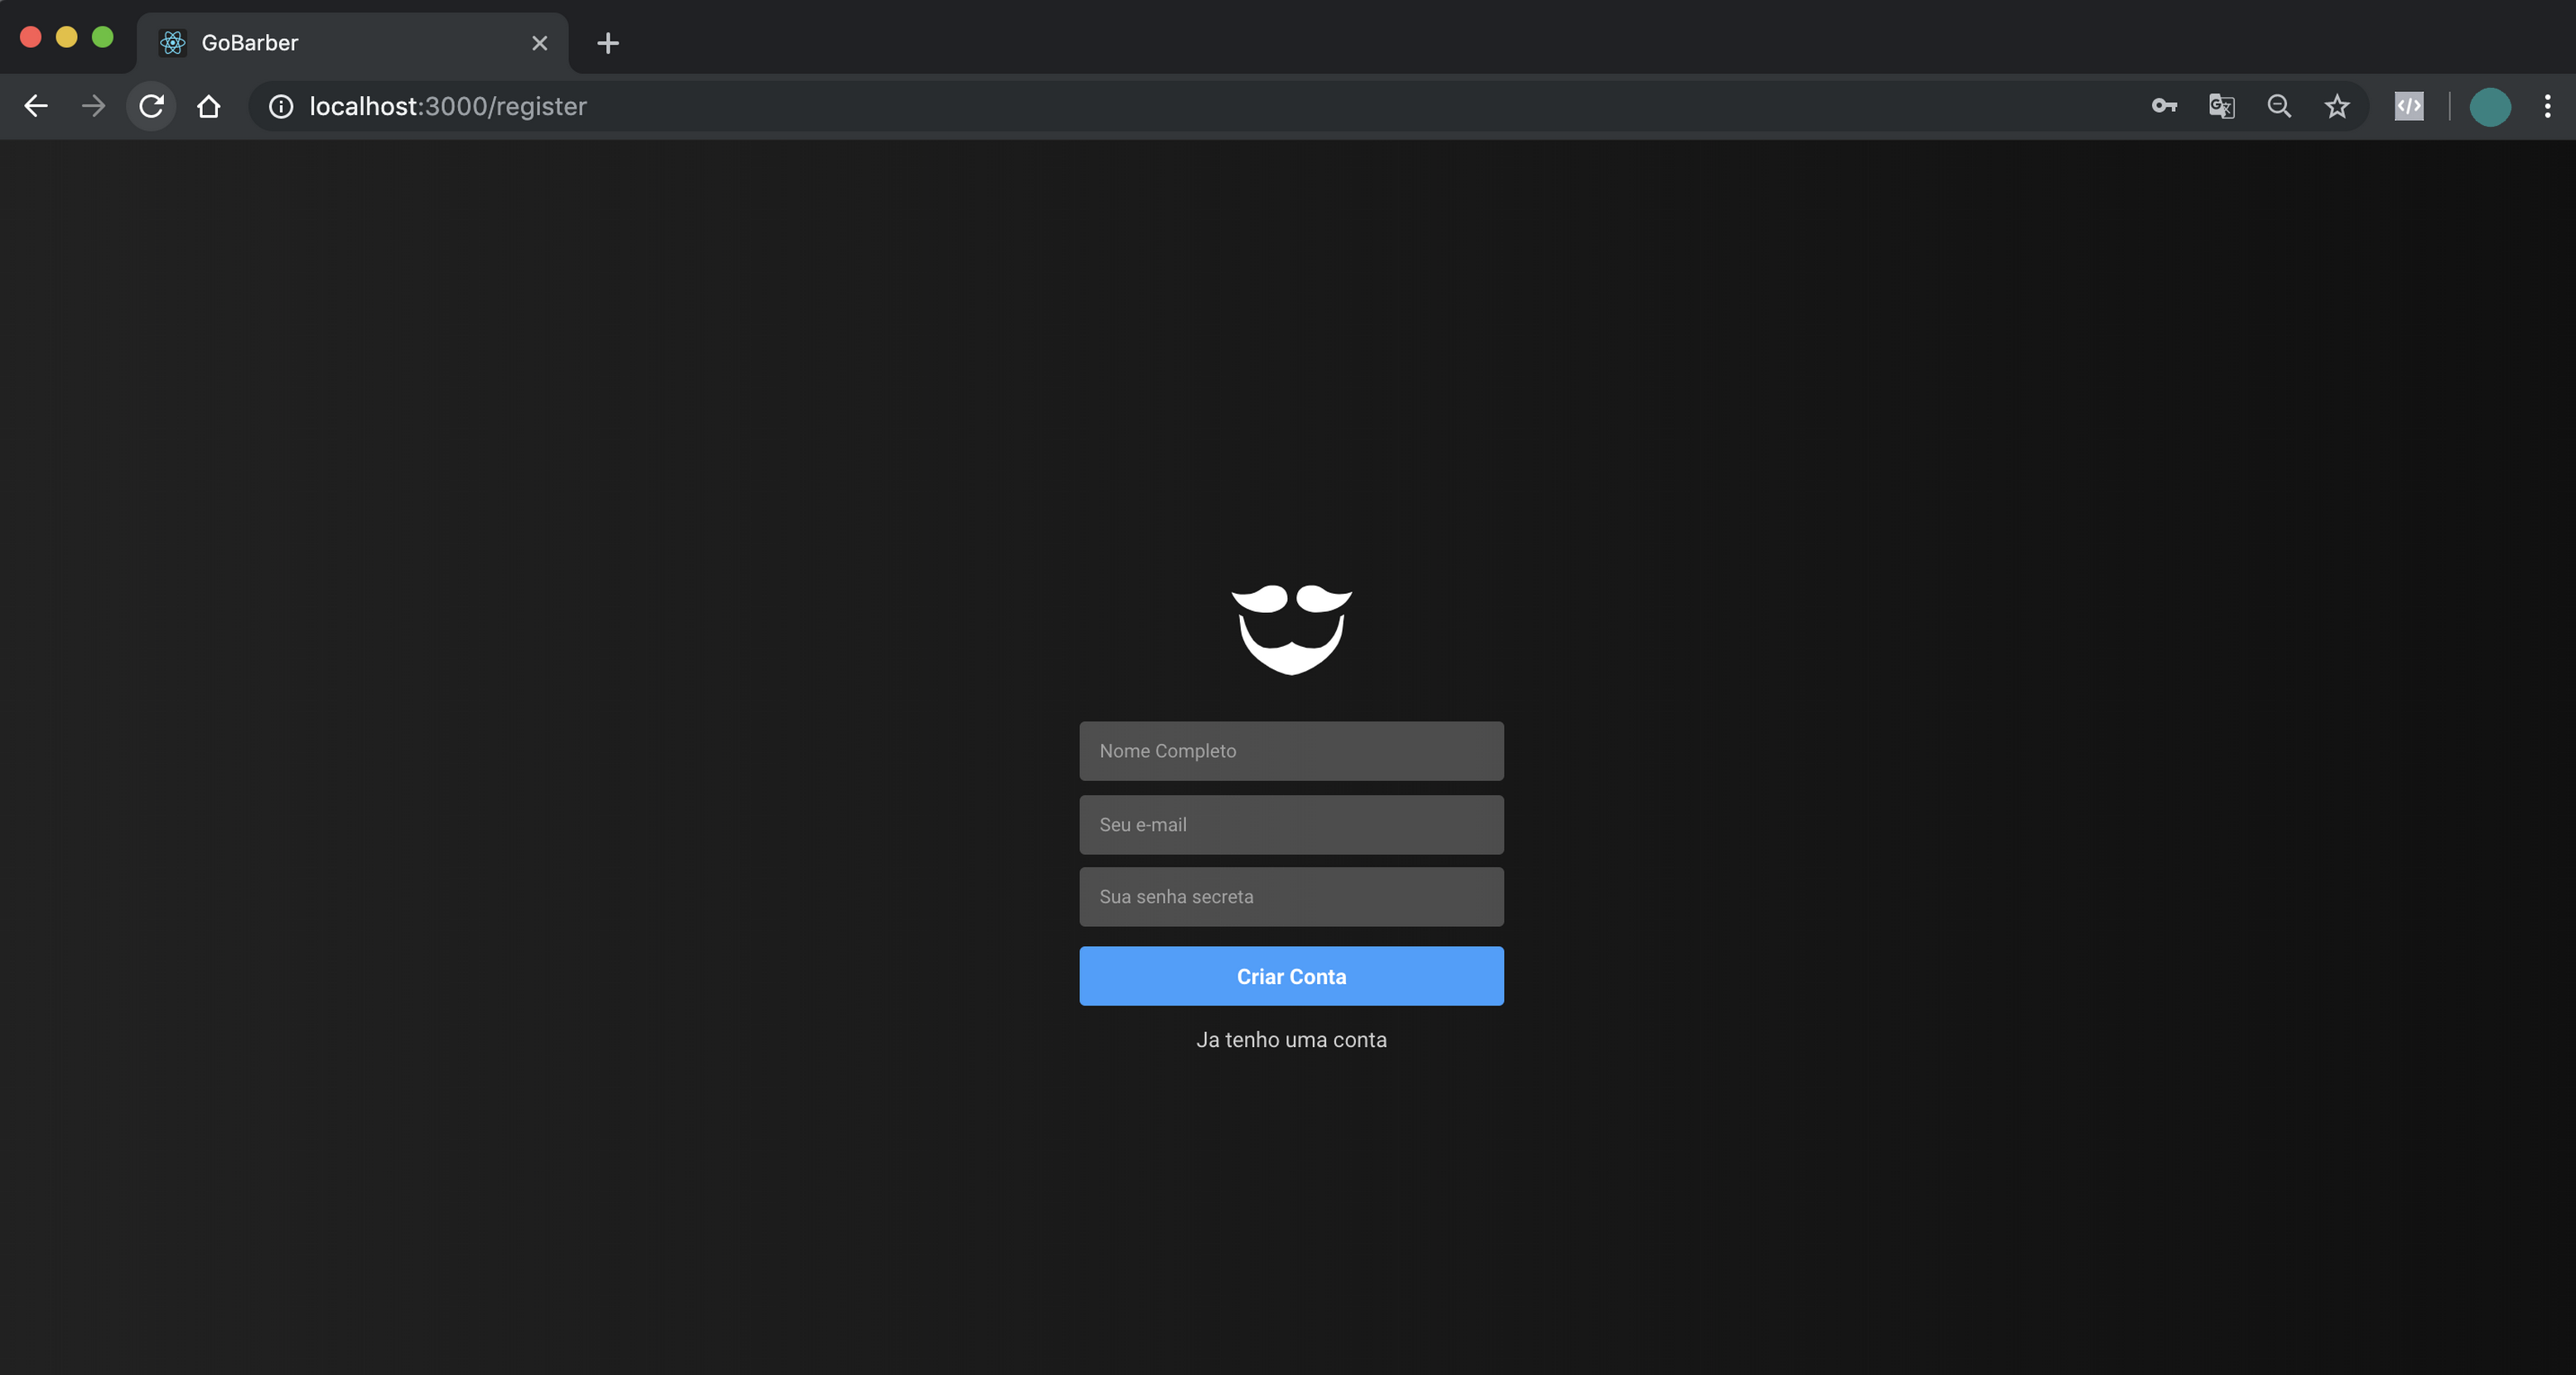 GoBarber
localhost:3000/register
Nome Completo
Seu e-mail
Sua senha secreta
Criar Conta
Ja tenho uma conta